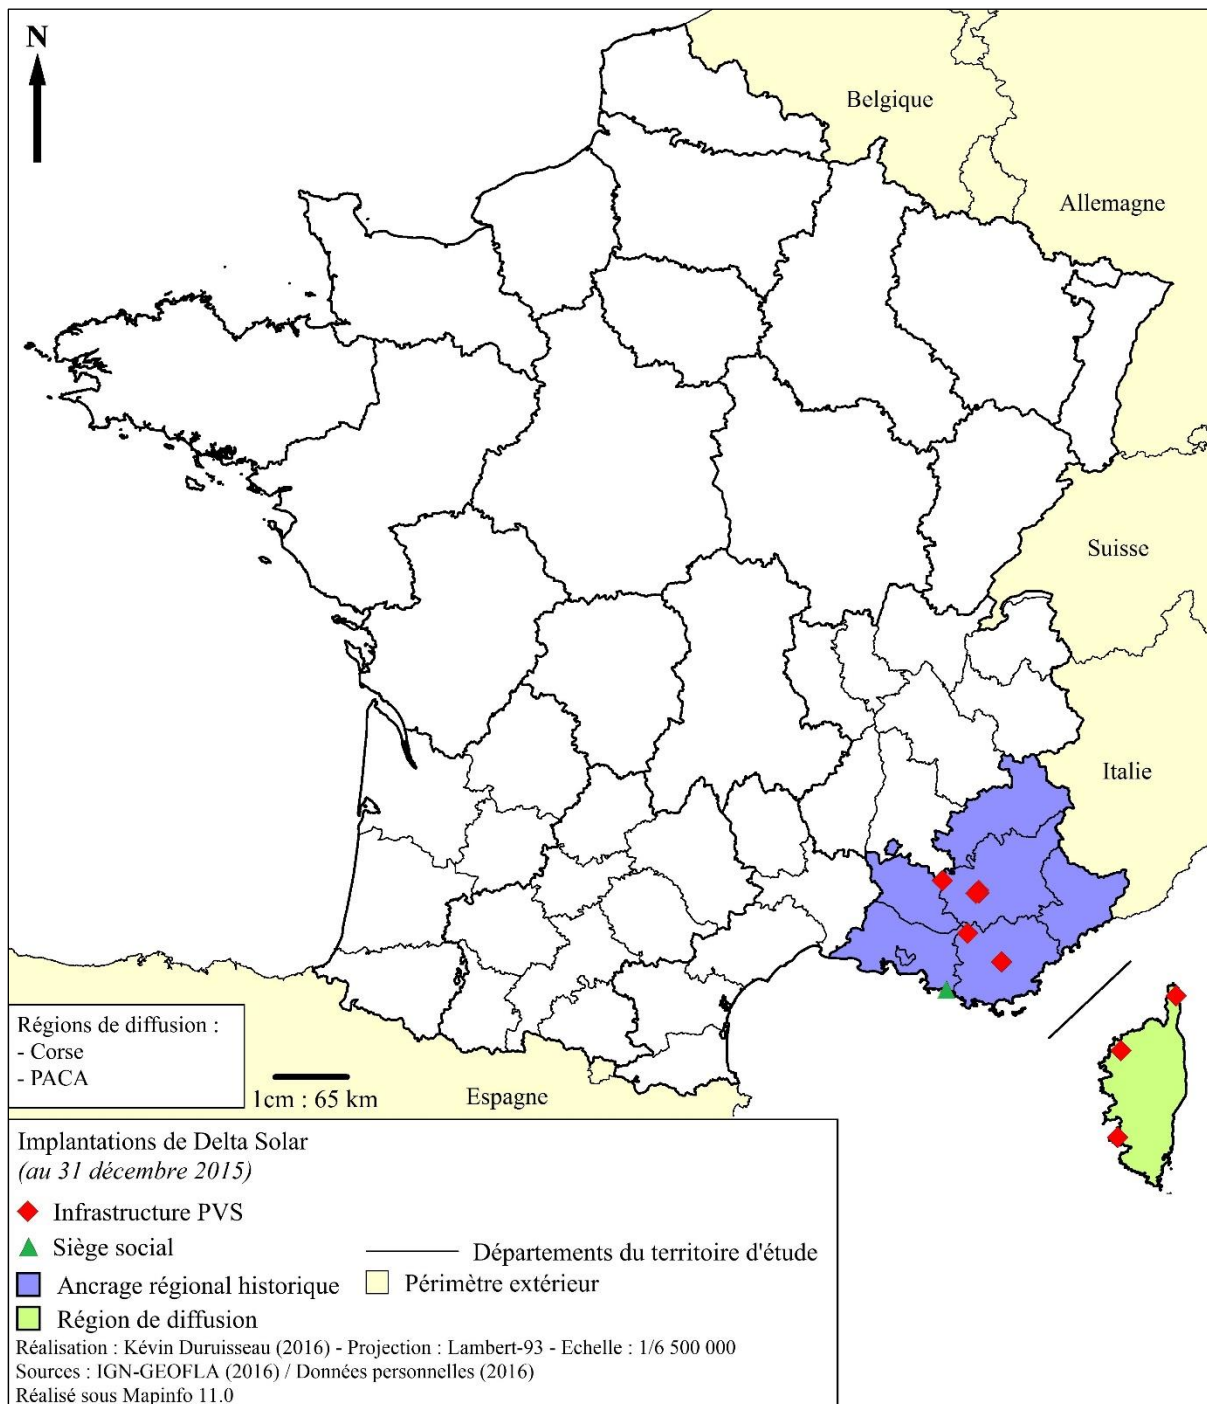 N
Belgique
Allemagne
Suisse
Italie
Régions de diffusion :
- Corse
- PACA
1cm : 65 km
Espagne
Implantations de Delta Solar
(au 31 décembre 2015)
Infrastructure PVS
Siège social
Départements du territoire d'étude
Ancrage régional historique
Périmètre extérieur
Région de diffusion
Réalisation : Kévin Duruisseau (2016) - Projection : Lambert-93 - Echelle : 1/6 500 000
Sources : IGN-GEOFLA (2016) / Données personnelles (2016)
Réalisé sous Mapinfo 11.0